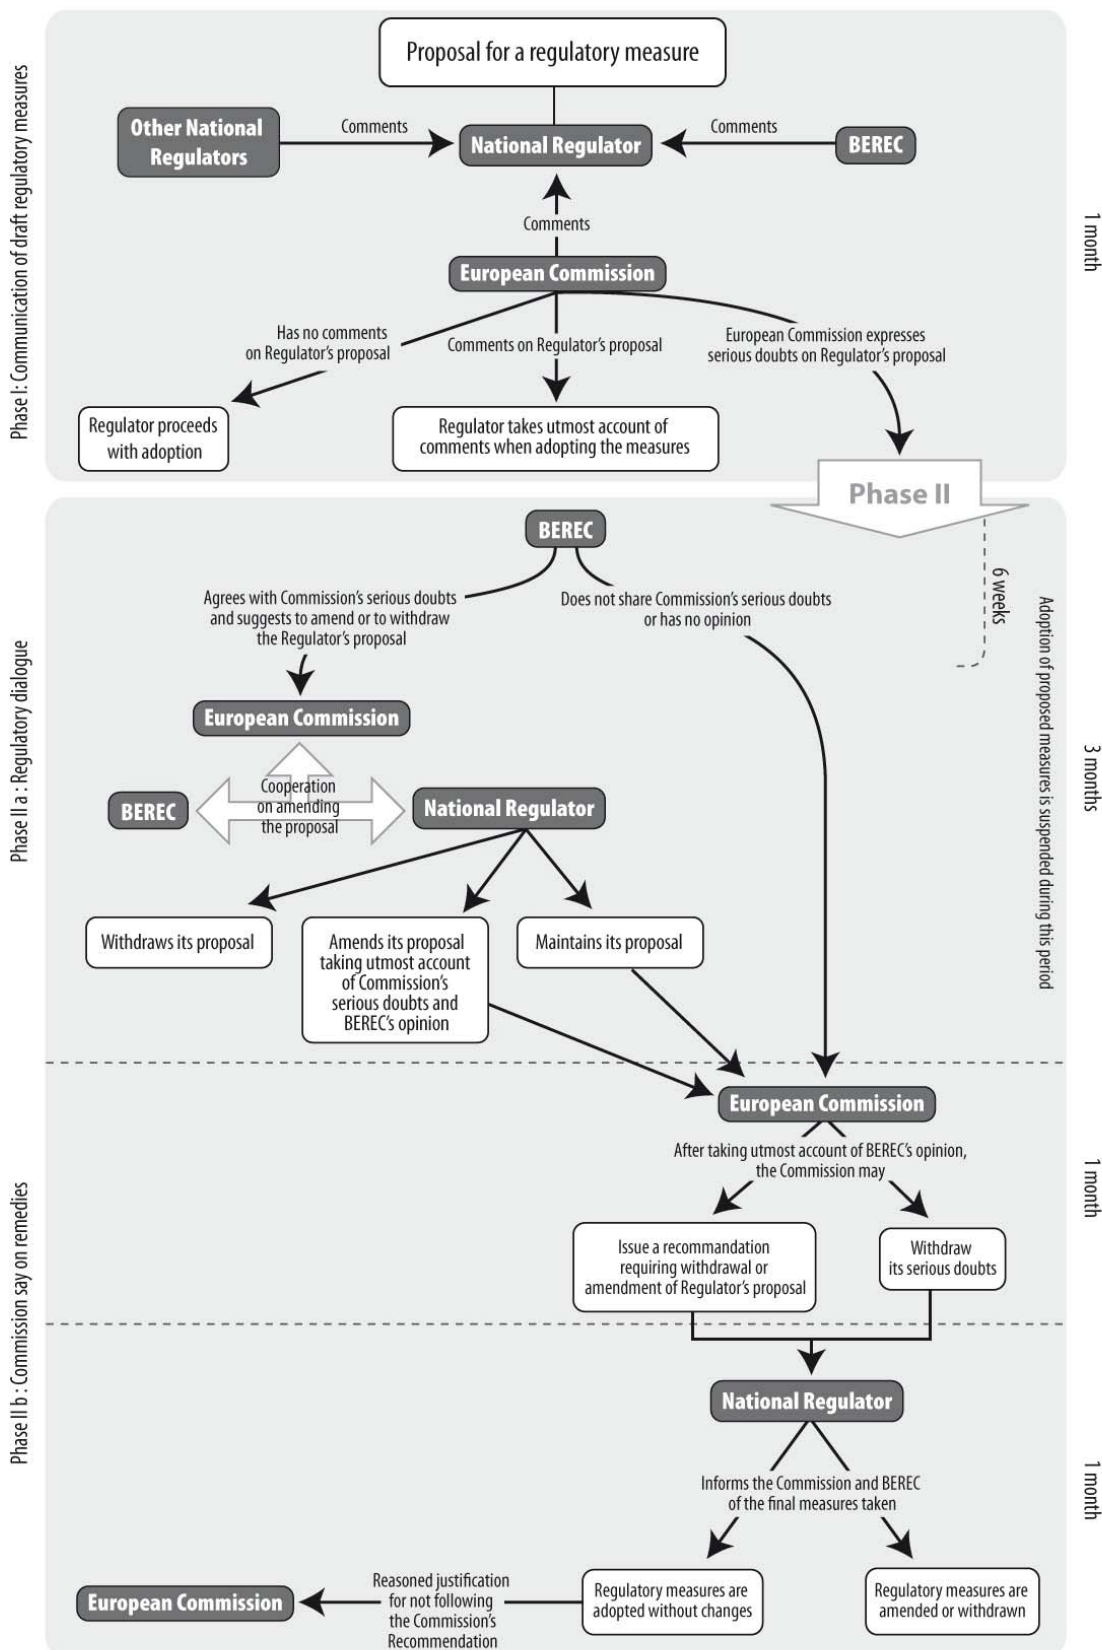 Proposal for a regulatory measure
Phase I: Communication of draft regulatory measures
Other National
Regulators
Comments
National Regulator
Comments
BEREC
1 month
Comments
European Commission
Has no comments
on Regulator's proposal
Comments on Regulator's proposal
European Commission expresses
serious doubts on Regulator's proposal
Regulator proceeds
with adoption
Regulator takes utmost account of
comments when adopting the measures
Phase II
Phase II a : Regulatory dialogue
BEREC
6 weeks
Adoption of proposed measures is suspended during this period
3 months
Agrees with Commission's serious doubts
and suggests to amend or to withdraw
the Regulator's proposal
Does not share Commission's serious doubts
or has no opinion
European Commission
BEREC
Cooperation
on amending
the proposal
National Regulator
Withdraws its proposal
Amends its proposal
taking utmost account
of Commission's
serious doubts and
BEREC's opinion
Maintains its proposal
Phase II b : Commission say on remedies
European Commission
After taking utmost account of BEREC's opinion,
the Commission may
1 month
Issue a recommandation
requiring withdrawal or
amendment of Regulator's proposal
Withdraw
its serious doubts
National Regulator
Informs the Commission and BEREC
of the final measures taken
1 month
European Commission
Reasoned justification
for not following
the Commission's
Recommendation
Regulatory measures are
adopted without changes
Regulatory measures are
amended or withdrawn